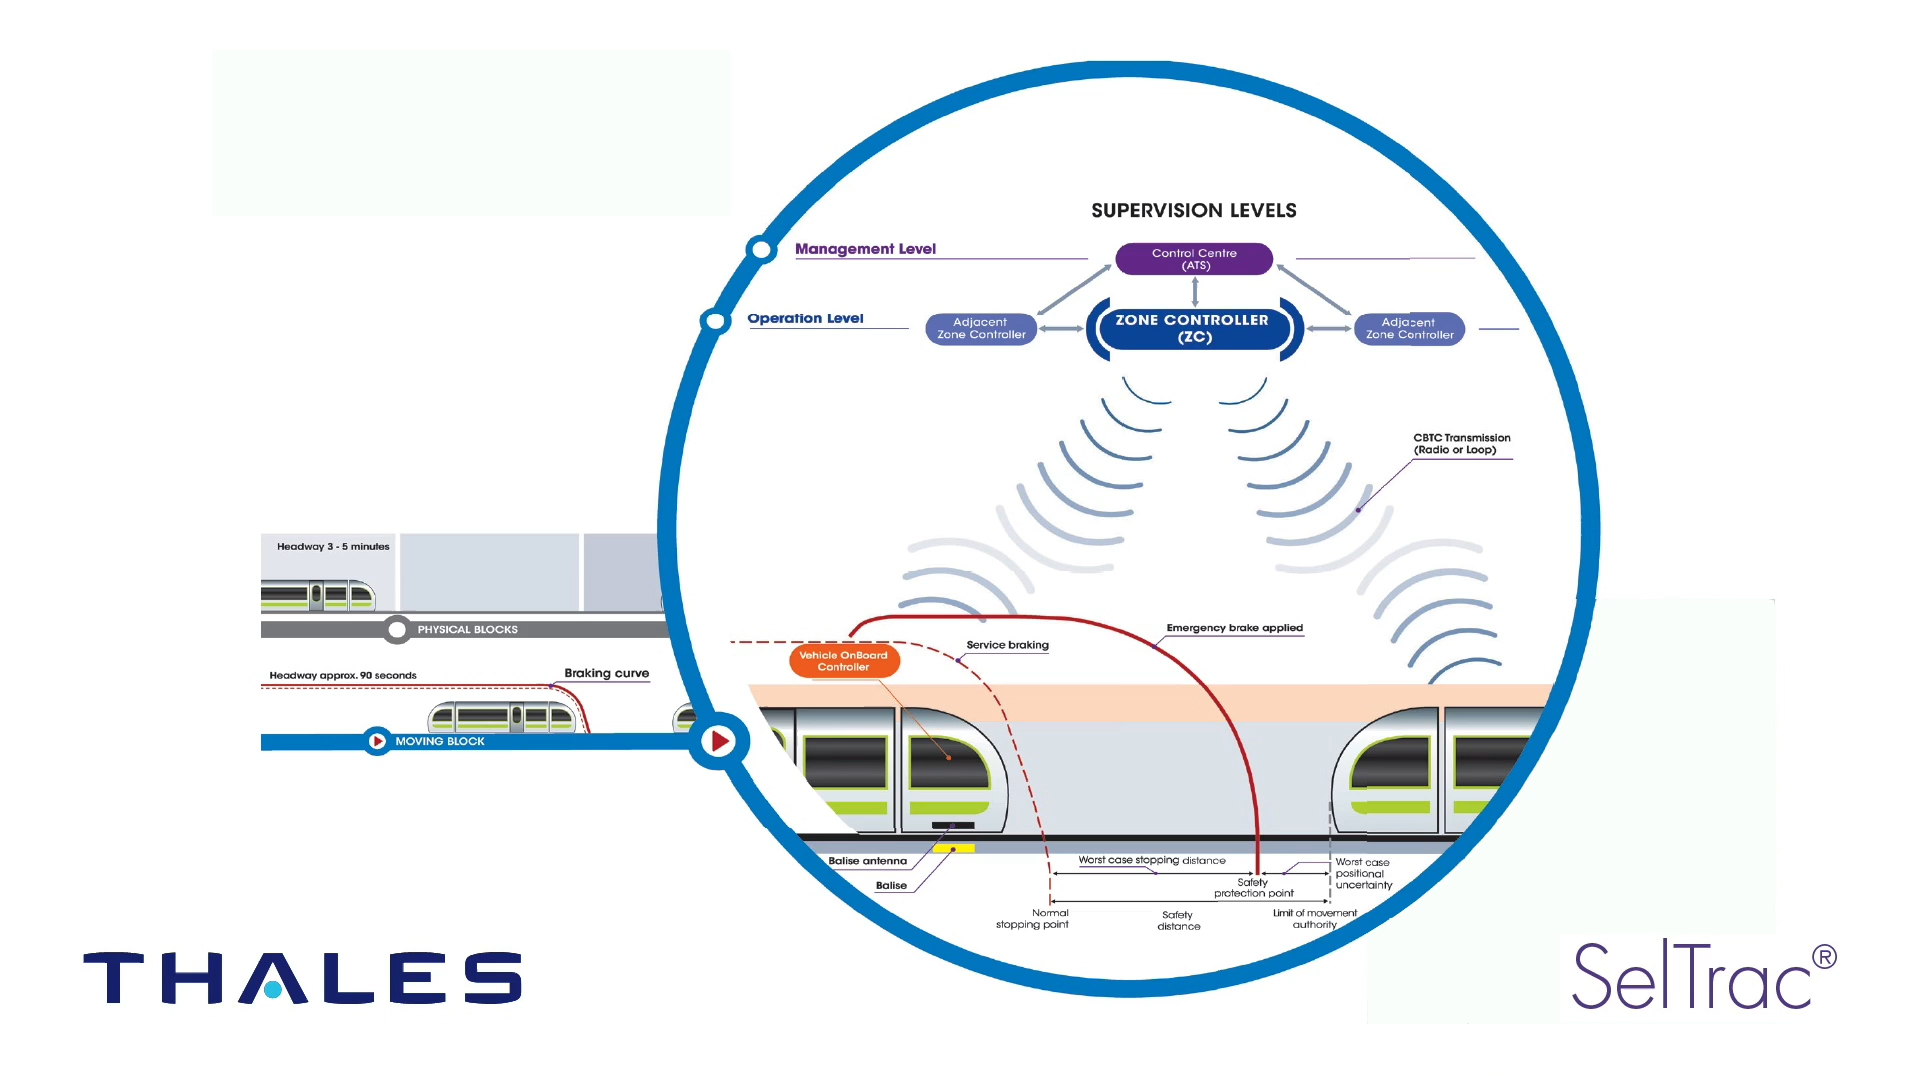 SUPERVISION LEVELS
Management Level
Control Centre
(ATS)
Operation Level
Adjacent
Zone Controller
ZONE CONTROLLER
(ZC)
Adjacent
Zone Controller
CBTC Transmission
(Radio or Loop)
Headway 3 - 5 minutes
PHYSICAL BLOCKS
Headway approx. 90 seconds
Braking curve
MOVING BLOCK
Vehicle OnBoard
Controller
Service braking
Emergency brake applied
Balise antenna
Balise
Worst case stopping distance
Safety
protection point
Worst case
positional
uncertainty
Normal
stopping point
Safety
distance
Limit of movement
authority
THALES
SelTrac®